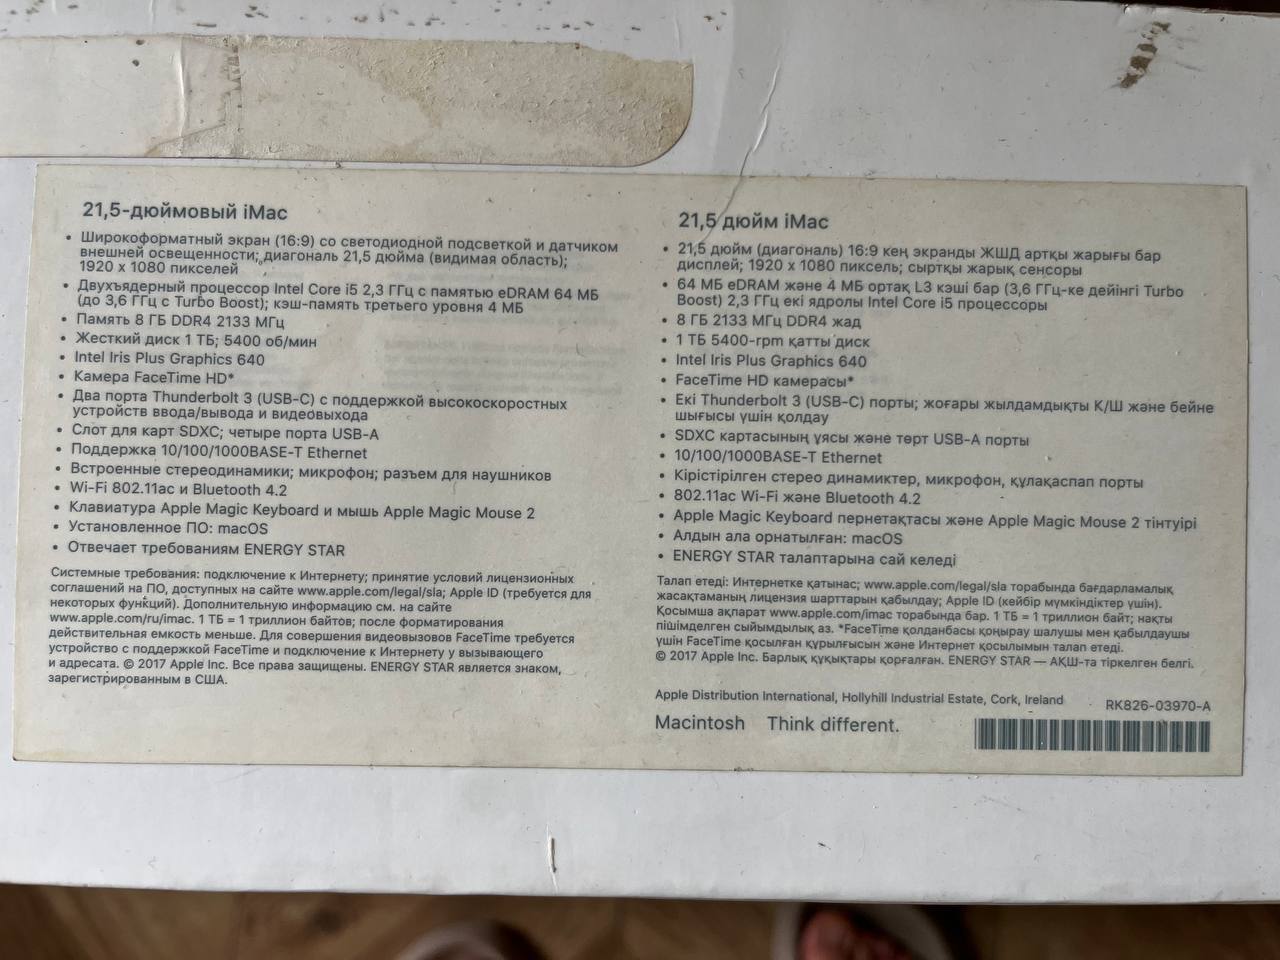 21,5-дюймовый iMac
• Широкоформатный экран (16:9) со светодиодной подсветкой и датчиком
внешней освещенности; диагональ 21,5 дюйма (видимая область);
1920 x 1080 пикселей
• Двухъядерный процессор Intel Core i5 2,3 ГГц с памятью eDRAM 64 МБ
(до 3,6 ГГц с Turbo Boost); кэш-память третьего уровня 4 МБ
• Память 8 ГБ DDR4 2133 МГц
• Жесткий диск 1 ТБ; 5400 об/мин
• Intel Iris Plus Graphics 640
• Камера FaceTime HD*
• Два порта Thunderbolt 3 (USB-C) с поддержкой высокоскоростных
устройств ввода/вывода и видеовыхода
• Слот для карт SDXC; четыре порта USB-A
• Поддержка 10/100/1000BASE-T Ethernet
• Встроенные стереодинамики; микрофон; разъем для наушников
• Wi-Fi 802.11ac и Bluetooth 4.2
• Клавиатура Apple Magic Keyboard и мышь Apple Magic Mouse 2
• Установленное ПО: macOS
• Отвечает требованиям ENERGY STAR
Системные требования: подключение к Интернету; принятие условий лицензионных
соглашений на ПО, доступных на сайте www.apple.com/legal/sla; Apple ID (требуется для
некоторых функций). Дополнительную информацию см. на сайте
www.apple.com/ru/imac. 1 ТБ = 1 триллион байтов; после форматирования
действительная емкость меньше. Для совершения видеовызовов FaceTime требуется
устройство с поддержкой FaceTime и подключение к Интернету у вызывающего
и адресата. © 2017 Apple Inc. Все права защищены. ENERGY STAR является знаком,
зарегистрированным в США.
21,5 дюйм iMac
• 21,5 дюйм (диагональ) 16:9 кең экранды ЖШД артқы жарығы бар
дисплей; 1920 x 1080 пиксель; сыртқы жарық сенсоры
• 64 МБ eDRAM және 4 МБ ортақ L3 кэші бар (3,6 ГГц-ке дейінгі Turbo
Boost) 2,3 ГГц екі ядролы Intel Core i5 процессоры
• 8 ГБ 2133 МГц DDR4 жад
• 1 ТБ 5400-rpm қатты диск
• Intel Iris Plus Graphics 640
• FaceTime HD камерасы*
• Екі Thunderbolt 3 (USB-C) порты; жоғары жылдамдықты К/Ш және бейне
шығысы үшін қолдау
• SDXC картасының ұясы және төрт USB-A порты
• 10/100/1000BASE-T Ethernet
• Кірістірілген стерео динамиктер, микрофон, құлақаспап порты
• 802.11ac Wi-Fi және Bluetooth 4.2
• Apple Magic Keyboard пернетақтасы және Apple Magic Mouse 2 тінтуірі
• Алдын ала орнатылған: macOS
• ENERGY STAR талаптарына сай келеді
Талап етеді: Интернетке қатынас; www.apple.com/legal/sla торабында бағдарламалық
жасақтаманың лицензия шарттарын қабылдау; Apple ID (кейбір мүмкіндіктер үшін).
Қосымша ақпарат www.apple.com/imac торабында бар. 1 ТБ = 1 триллион байт; нақты
пішімделген сыйымдылық аз. *FaceTime қолданбасы қоңырау шалушы мен қабылдаушы
үшін FaceTime қосылған құрылғысын және Интернет қосылымын талап етеді.
© 2017 Apple Inc. Барлық құқықтары қорғалған. ENERGY STAR — АҚШ-та тіркелген белгі.
Apple Distribution International, Hollyhill Industrial Estate, Cork, Ireland
RK826-03970-A
Macintosh Think different.